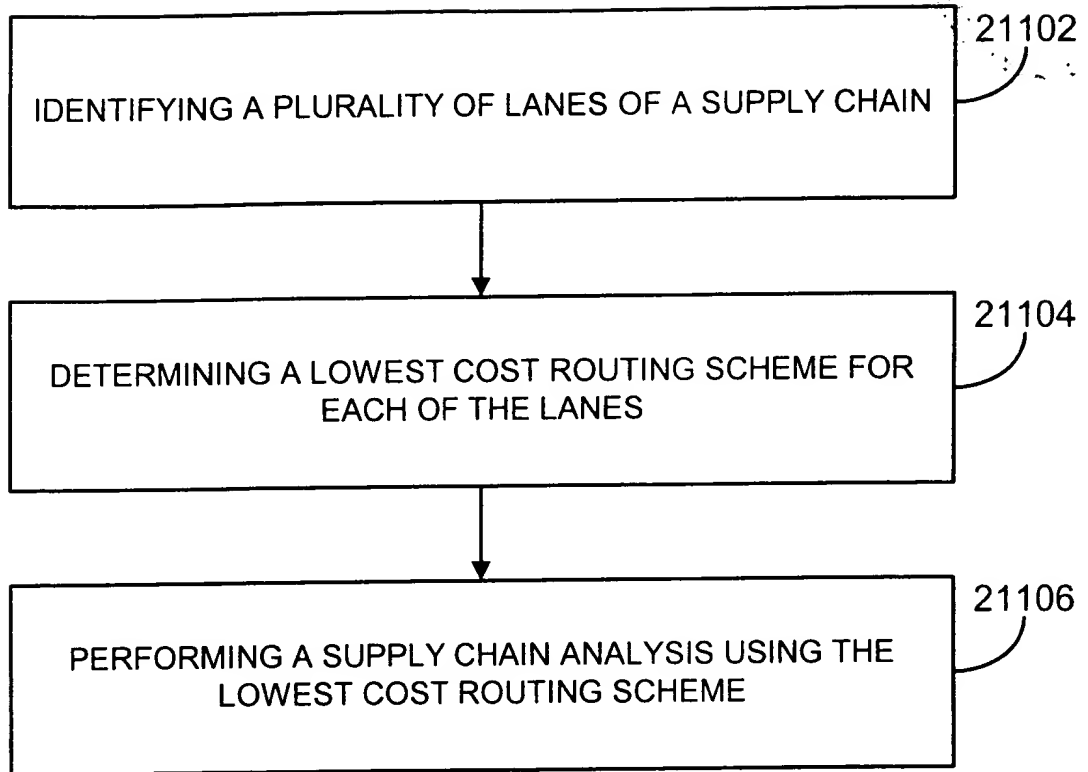 21102
IDENTIFYING A PLURALITY OF LANES OF A SUPPLY CHAIN
21104
DETERMINING A LOWEST COST ROUTING SCHEME FOR
EACH OF THE LANES
21106
PERFORMING A SUPPLY CHAIN ANALYSIS USING THE
LOWEST COST ROUTING SCHEME